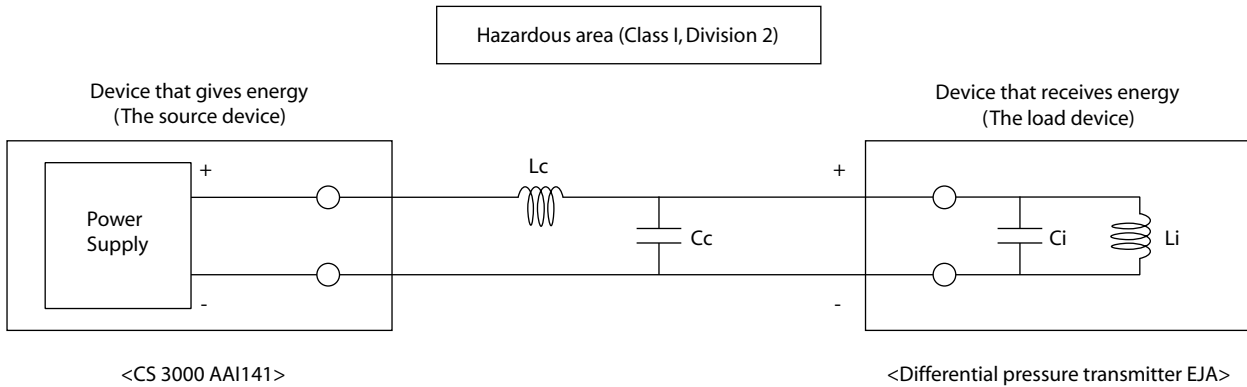 Hazardous area (Class I, Division 2)
Device that gives energy
(The source device)
Device that receives energy
(The load device)
Power
Supply
+
-
Lc
Cc
+
-
Ci
Li
<CS 3000 AAI141>
<Differential pressure transmitter EJA>